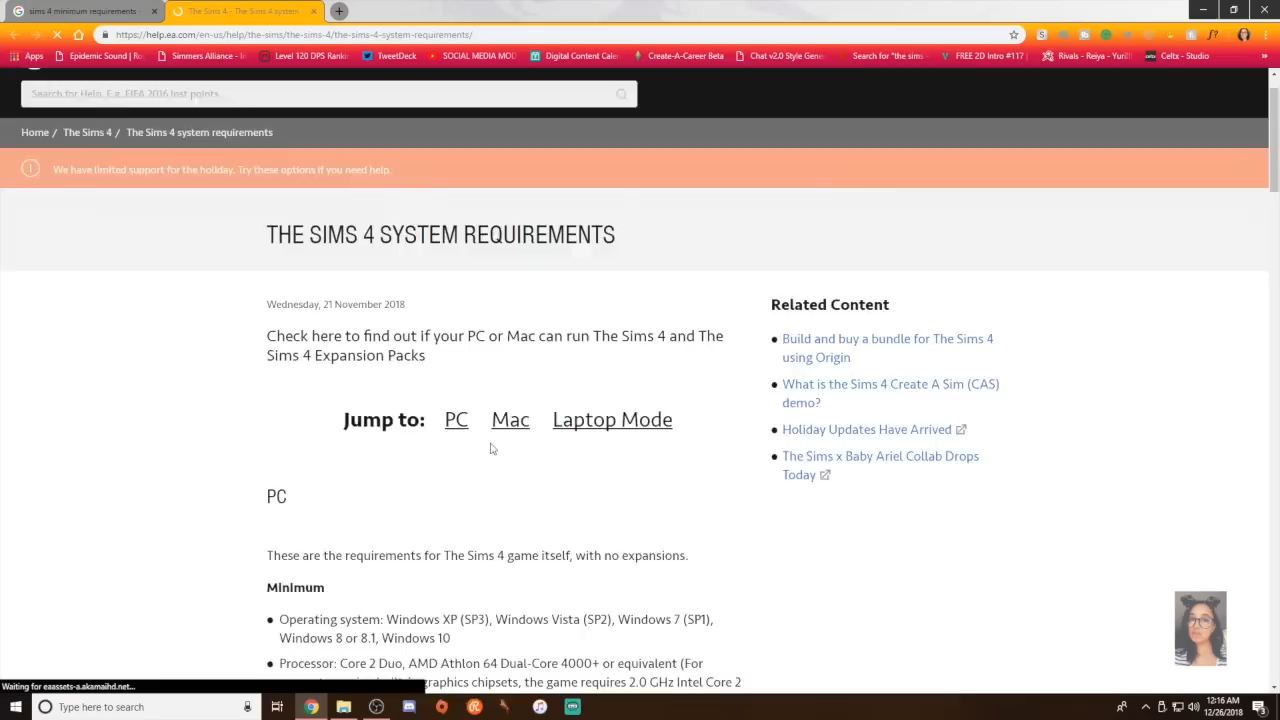 sims 4 minimum requirements -
The Sims 4 - The Sims 4 system
https://help.ea.com/en-us/help/the-sims/the-sims-4/the-sims-4-system-requirements/
Apps
Epidemic Sound | Ro
Simmers Alliance - In
Level 120 DPS Rankin
TweetDeck
SOCIAL MEDIA MOD
Digital Content Caler
Create-A-Career Beta
Chat v2.0 Style Gene
Search for "the sims
FREE 2D Intro #117 |
Rivals - Reiya - Yurill
Celtx - Studio
Search for Help, E.g., FIFA 2016 lost points...
Home / The Sims 4 / The Sims 4 system requirements
We have limited support for the holiday. Try these options if you need help.
THE SIMS 4 SYSTEM REQUIREMENTS
Wednesday, 21 November 2018
Check here to find out if your PC or Mac can run The Sims 4 and The
Sims 4 Expansion Packs
Jump to: PC Mac Laptop Mode
PC
These are the requirements for The Sims 4 game itself, with no expansions.
Minimum
Operating system: Windows XP (SP3), Windows Vista (SP2), Windows 7 (SP1),
Windows 8 or 8.1, Windows 10
Processor: Core 2 Duo, AMD Athlon 64 Dual-Core 4000+ or equivalent (For
graphics chipsets, the game requires 2.0 GHz Intel Core 2
Related Content
Build and buy a bundle for The Sims 4
using Origin
What is the Sims 4 Create A Sim (CAS)
demo?
Holiday Updates Have Arrived
The Sims x Baby Ariel Collab Drops
Today
Waiting for eaassets-a.akamaihd.net...
Type here to search
12:16 AM
12/26/2018